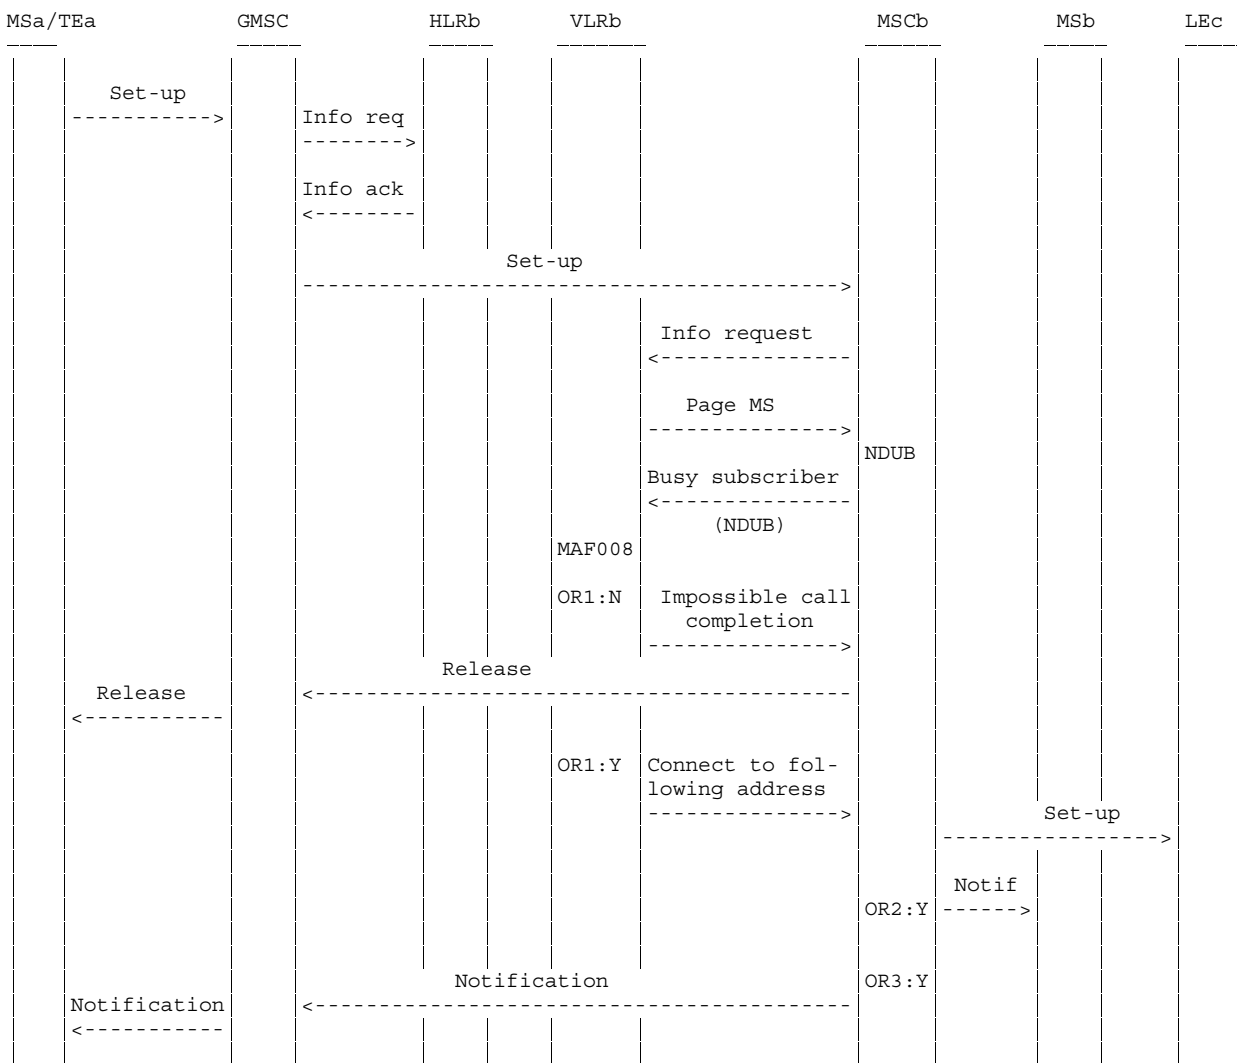 MSa/TEa GMSC HLRb VLRb MSCb MSb LEc
Set-up
Info req
Info ack
Set-up
Info request
Page MS
NDUB
Busy subscriber
(NDUB)
MAF008
OR1:N Impossible call
completion
Release
Release
OR1:Y Connect to fol-
lowing address
Set-up
Notif
OR2:Y
Notification OR3:Y
Notification